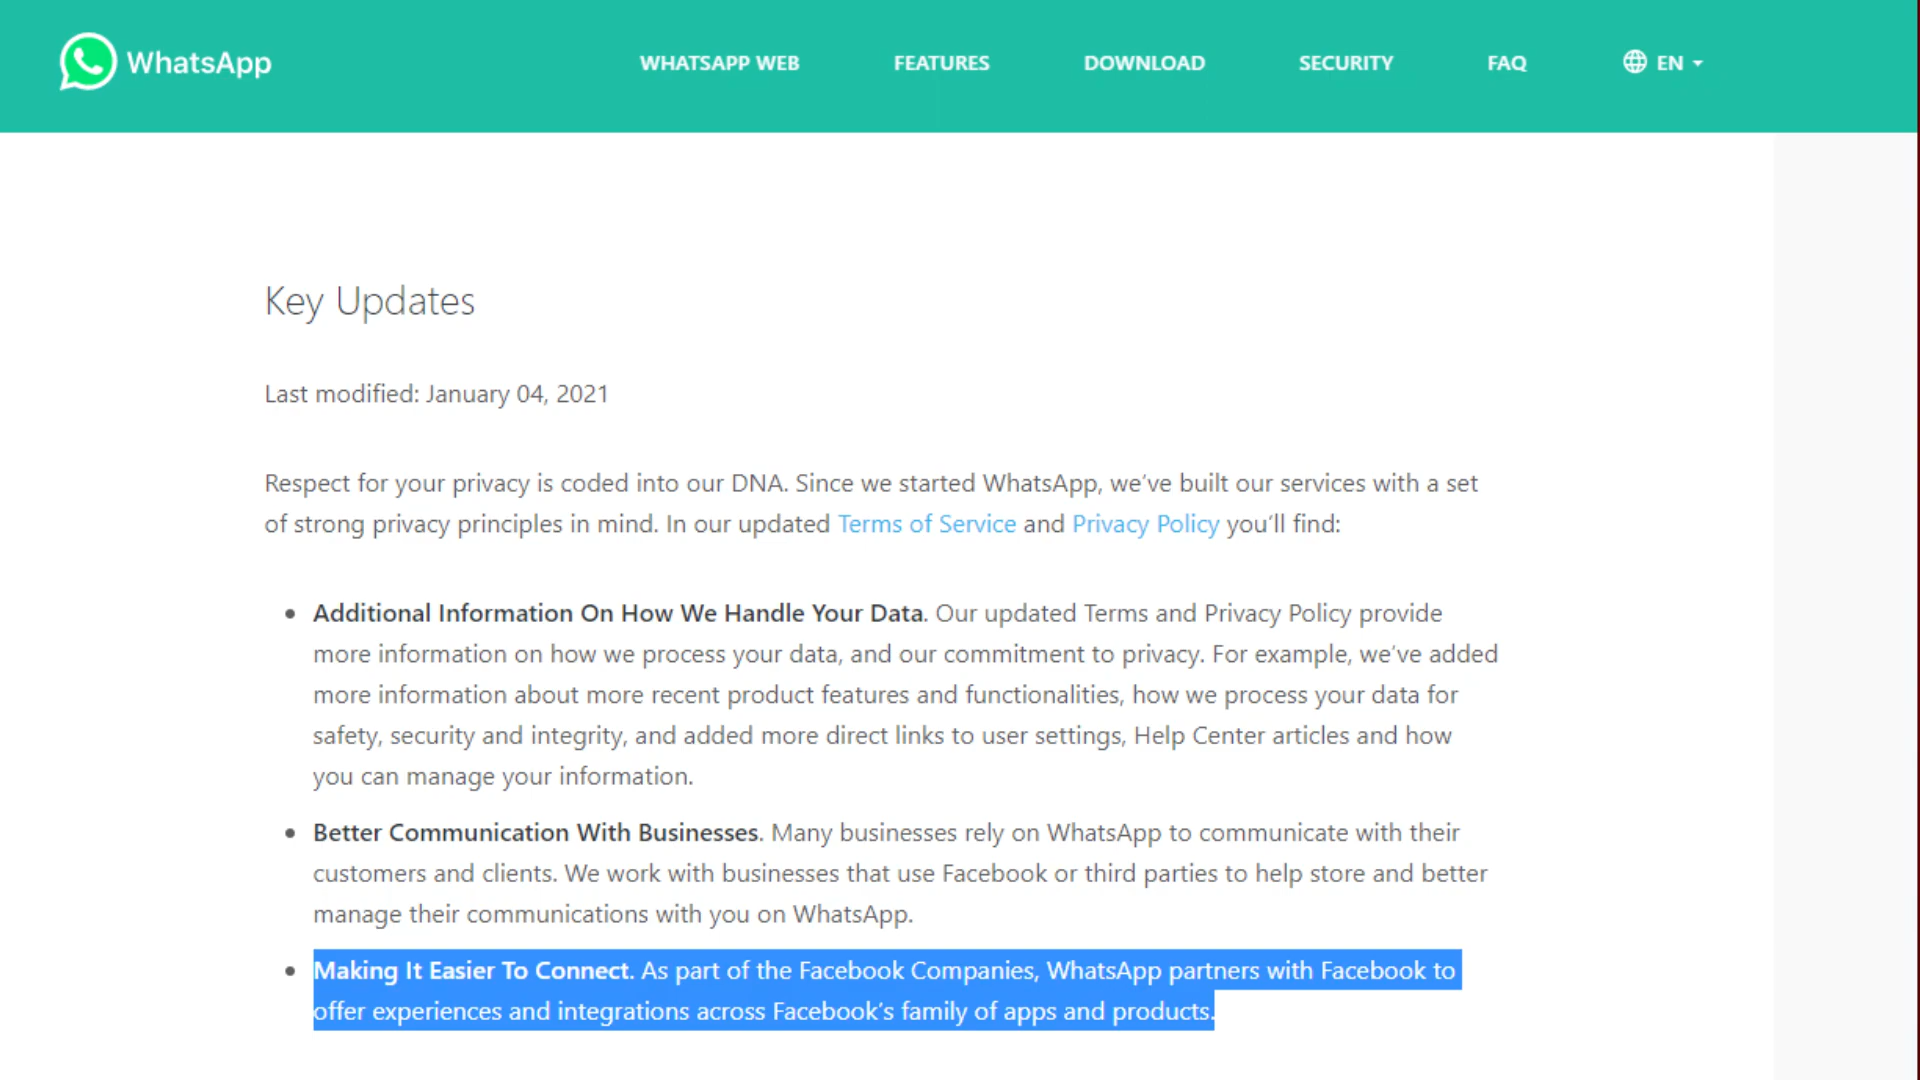 WhatsApp
WHATSAPP WEB FEATURES DOWNLOAD SECURITY FAQ EN
Key Updates
Last modified: January 04, 2021
Respect for your privacy is coded into our DNA. Since we started WhatsApp, we’ve built our services with a set
of strong privacy principles in mind. In our updated Terms of Service and Privacy Policy you’ll find:
• Additional Information On How We Handle Your Data. Our updated Terms and Privacy Policy provide
more information on how we process your data, and our commitment to privacy. For example, we’ve added
more information about more recent product features and functionalities, how we process your data for
safety, security and integrity, and added more direct links to user settings, Help Center articles and how
you can manage your information.
• Better Communication With Businesses. Many businesses rely on WhatsApp to communicate with their
customers and clients. We work with businesses that use Facebook or third parties to help store and better
manage their communications with you on WhatsApp.
• Making It Easier To Connect. As part of the Facebook Companies, WhatsApp partners with Facebook to
offer experiences and integrations across Facebook’s family of apps and products.